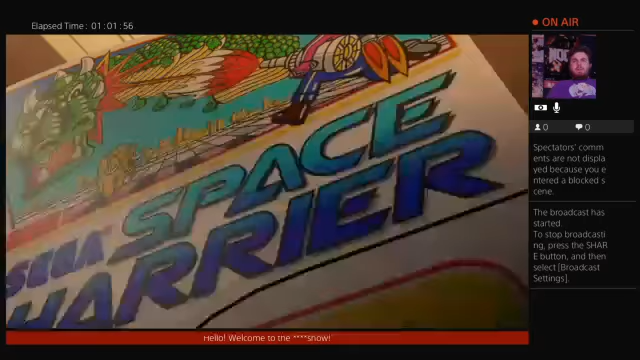 Elapsed Time : 01:01:56
ON AIR
SPACE
SEGA HARRIER
0 0
Spectators' comm
ents are not displa
yed because you e
ntered a blocked s
cene.
The broadcast has
started.
To stop broadcasti
ng, press the SHAR
E button, and then
select [Broadcast
Settings].
Hello! Welcome to the ****snow!